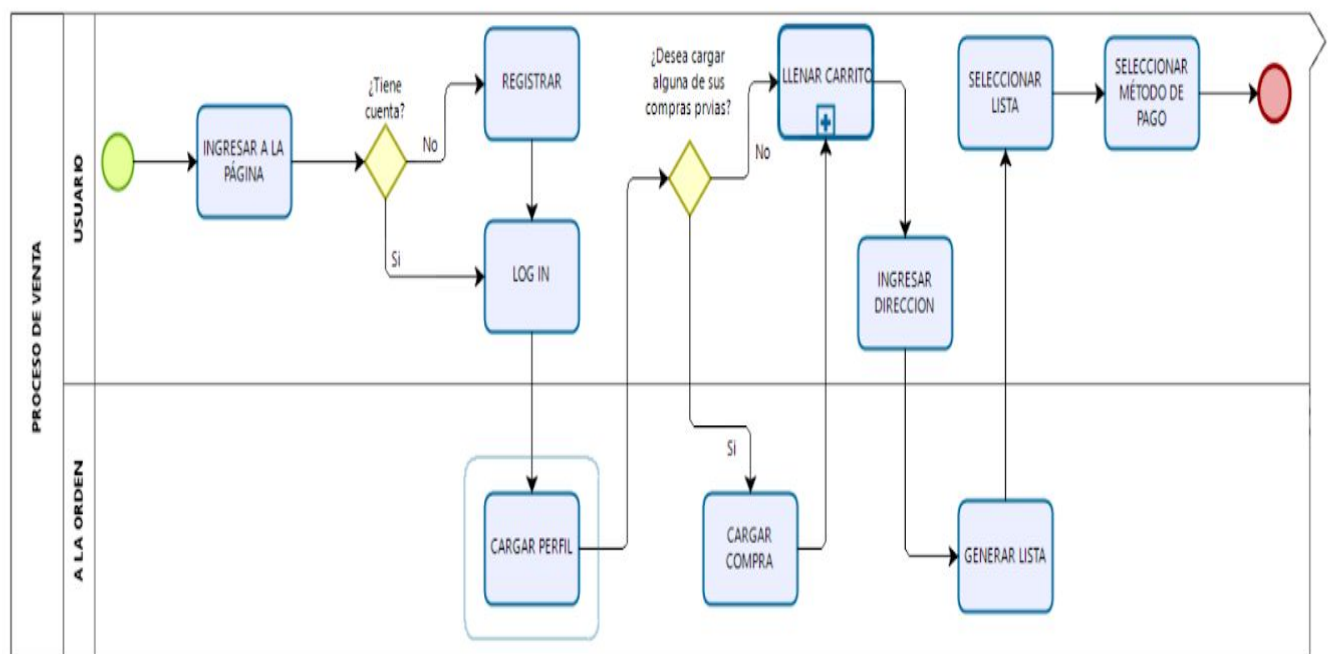 PROCESO DE VENTA
USUARIO
INGRESAR A LA
PÁGINA
¿Tiene
cuenta?
No
Si
REGISTRAR
LOG IN
¿Desea cargar
alguna de sus
compras prvias?
No
LLENAR CARRITO
INGRESAR
DIRECCION
SELECCIONAR
LISTA
SELECCIONAR
MÉTODO DE
PAGO
A LA ORDEN
CARGAR PERFIL
Si
CARGAR
COMPRA
GENERAR LISTA